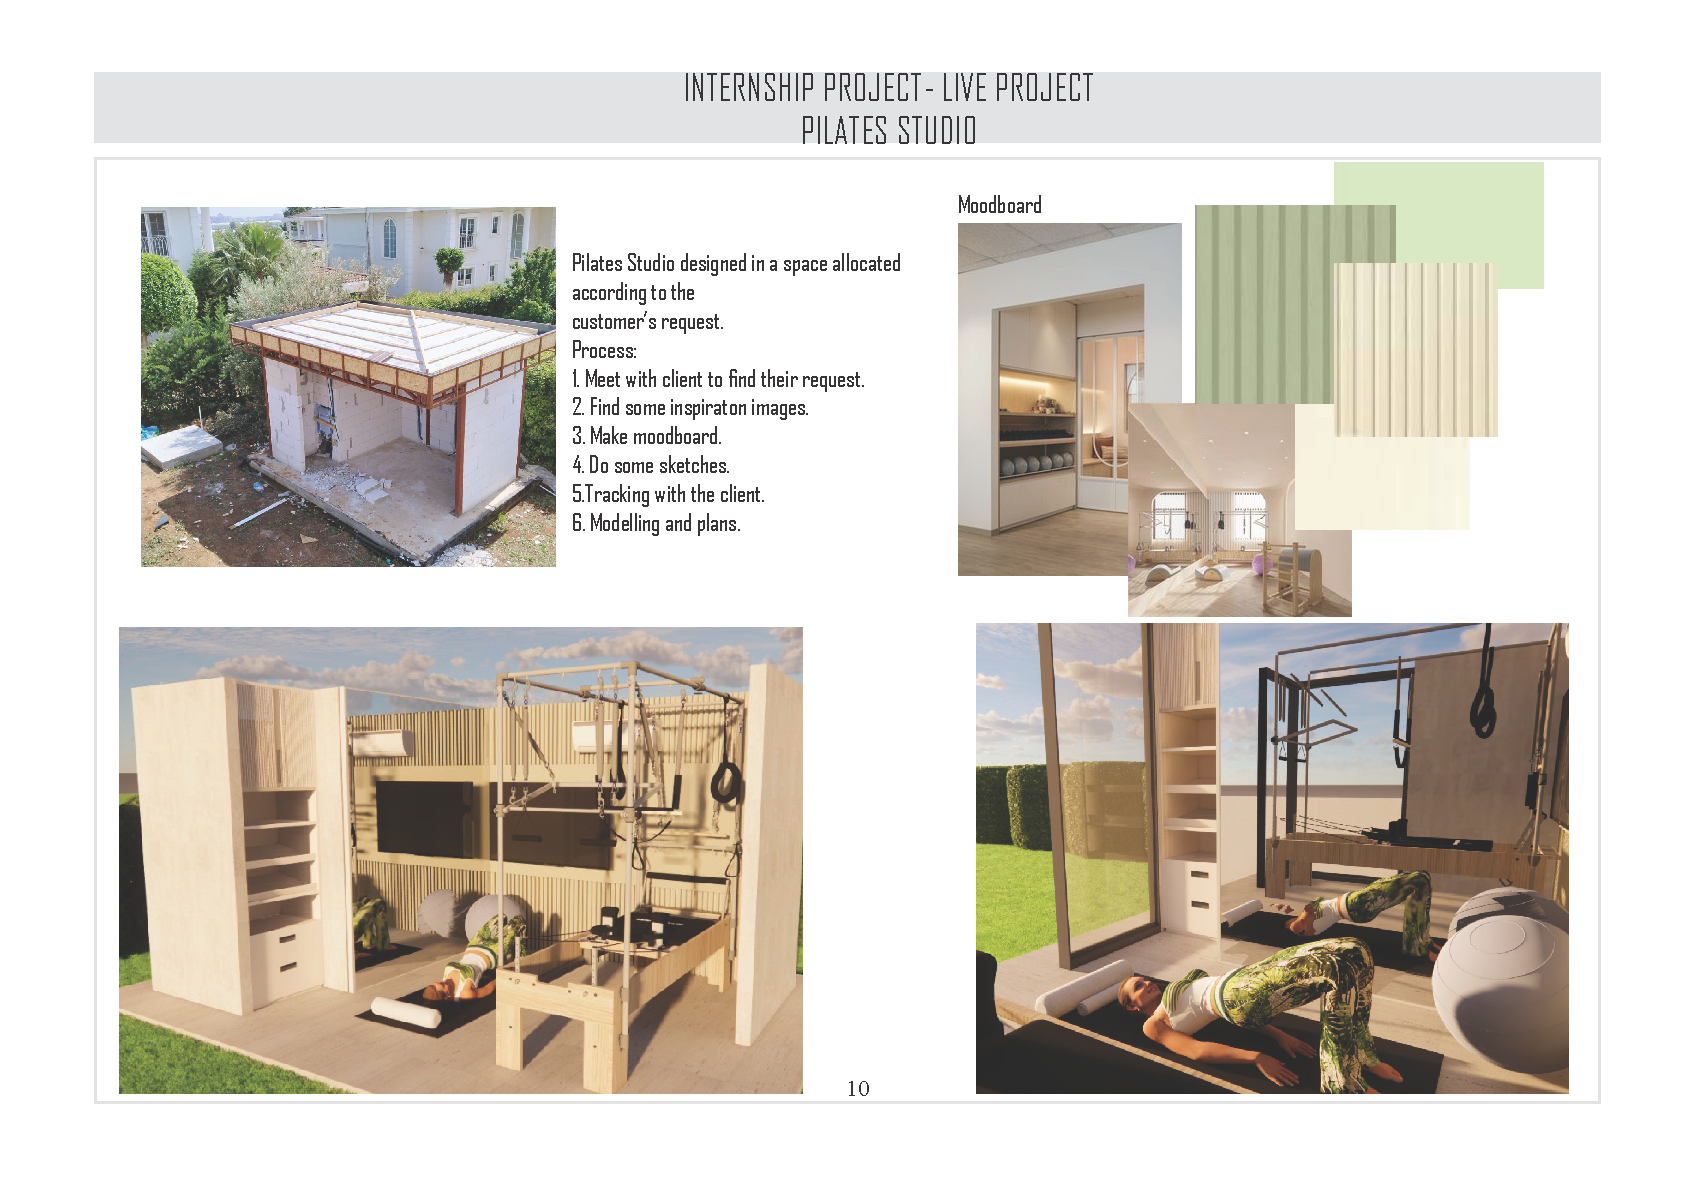 INTERNSHIP PROJECT- LIVE PROJECT
PILATES STUDIO
Pilates Studio designed in a space allocated
according to the
customer's request.
Process:
1. Meet with client to find their request.
2. Find some inspiraton images.
3. Make moodboard.
4. Do some sketches.
5.Tracking with the client.
6. Modelling and plans.
Moodboard
10